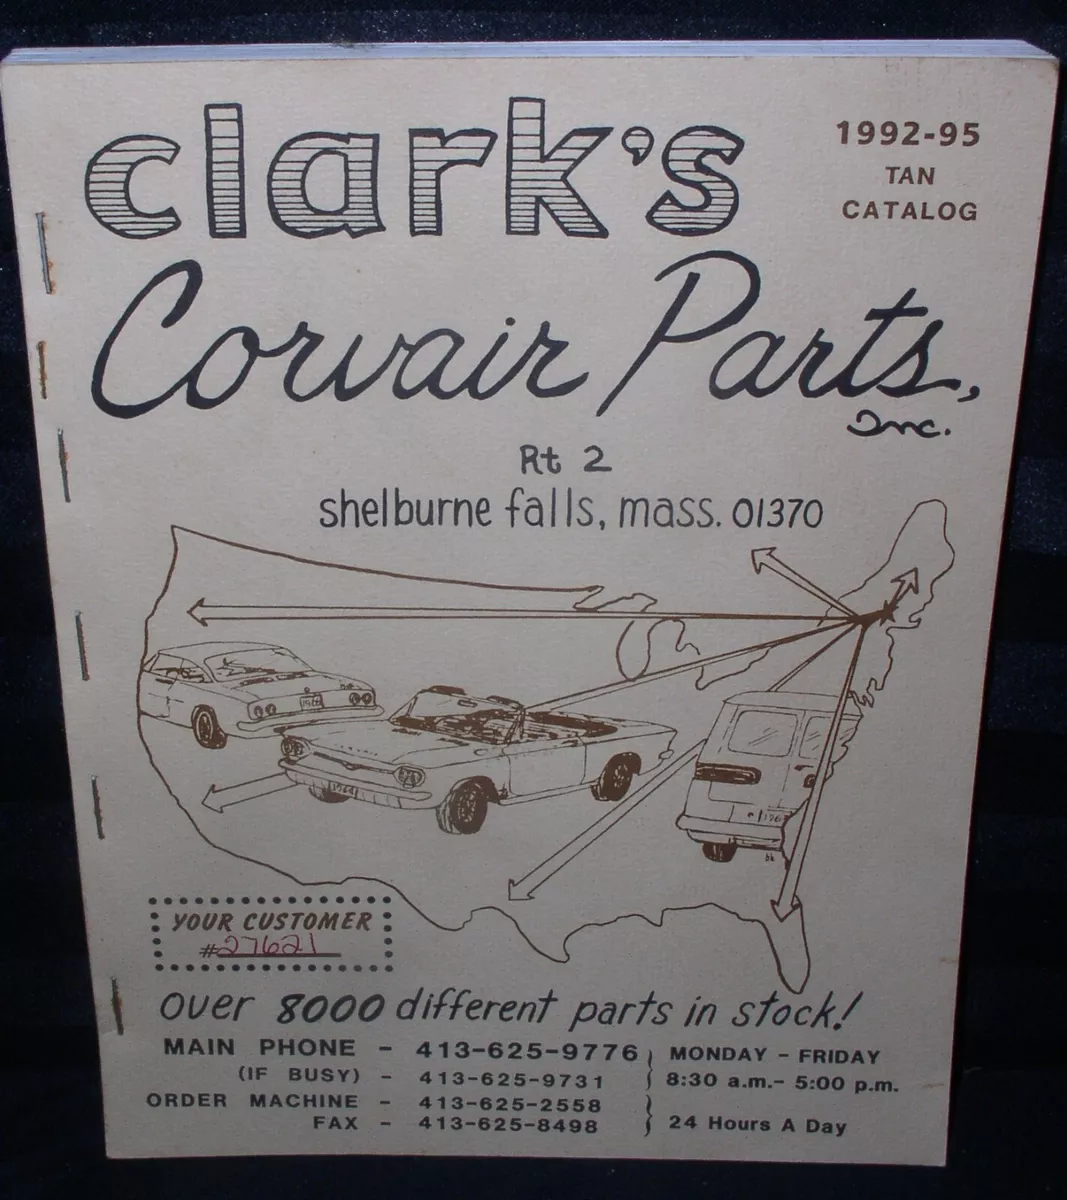 clark's
1992-95
TAN
CATALOG
Corvair Parts,
Inc.
Rt 2
shelburne falls, mass. 01370
1966
1964
YOUR CUSTOMER
#27621
over 8000 different parts in stock!
MAIN PHONE - 413-625-9776
(IF BUSY) - 413-625-9731
ORDER MACHINE - 413-625-2558
FAX - 413-625-8498
MONDAY - FRIDAY
8:30 a.m. - 5:00 p.m.
24 Hours A Day